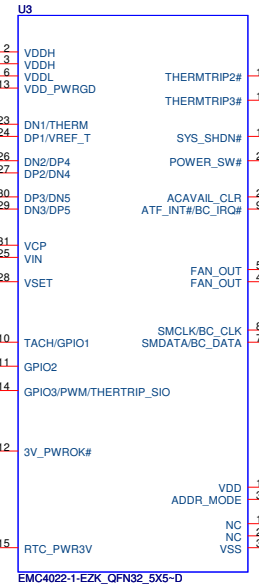 U3
2 VDDH
3 VDDH
6 VDDL
13 VDD_PWRGD
THERMTRIP2#
THERMTRIP3#
23 DN1/THERM
24 DP1/VREF_T
SYS_SHDN#
26 DN2/DP4
27 DP2/DN4
POWER_SW#
30 DP3/DN5
29 DN3/DP5
ACAVAIL_CLR
ATF_INT#/BC_IRQ#
31 VCP
25 VIN
28 VSET
FAN_OUT
FAN_OUT
SMCLK/BC_CLK
10 TACH/GPIO1
SMDATA/BC_DATA
11 GPIO2
14 GPIO3/PWM/THERTRIP_SIO
12 3V_PWROK#
VDD
ADDR_MODE
NC
NC
15 RTC_PWR3V
VSS
EMC4022-1-EZK_QFN32_5X5~D